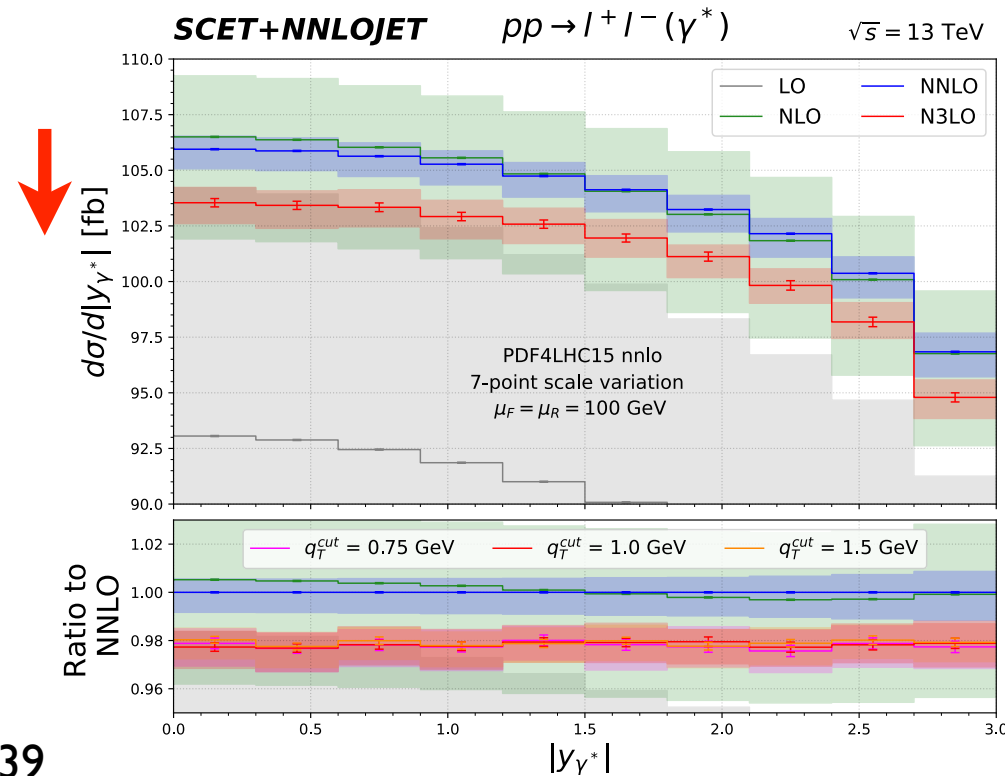 SCET+NNLOJET pp → l⁺l⁻(γ*) √s = 13 TeV
110.0
107.5
105.0
102.5
100.0
97.5
95.0
92.5
90.0
dσ/d|y_γ*| [fb]
LO NNLO
NLO N3LO
PDF4LHC15 nnlo
7-point scale variation
μ_F = μ_R = 100 GeV
1.02
1.00
0.98
0.96
Ratio to
NNLO
q_T^cut = 0.75 GeV q_T^cut = 1.0 GeV q_T^cut = 1.5 GeV
0.0 0.5 1.0 1.5 2.0 2.5 3.0
|y_γ*|
39